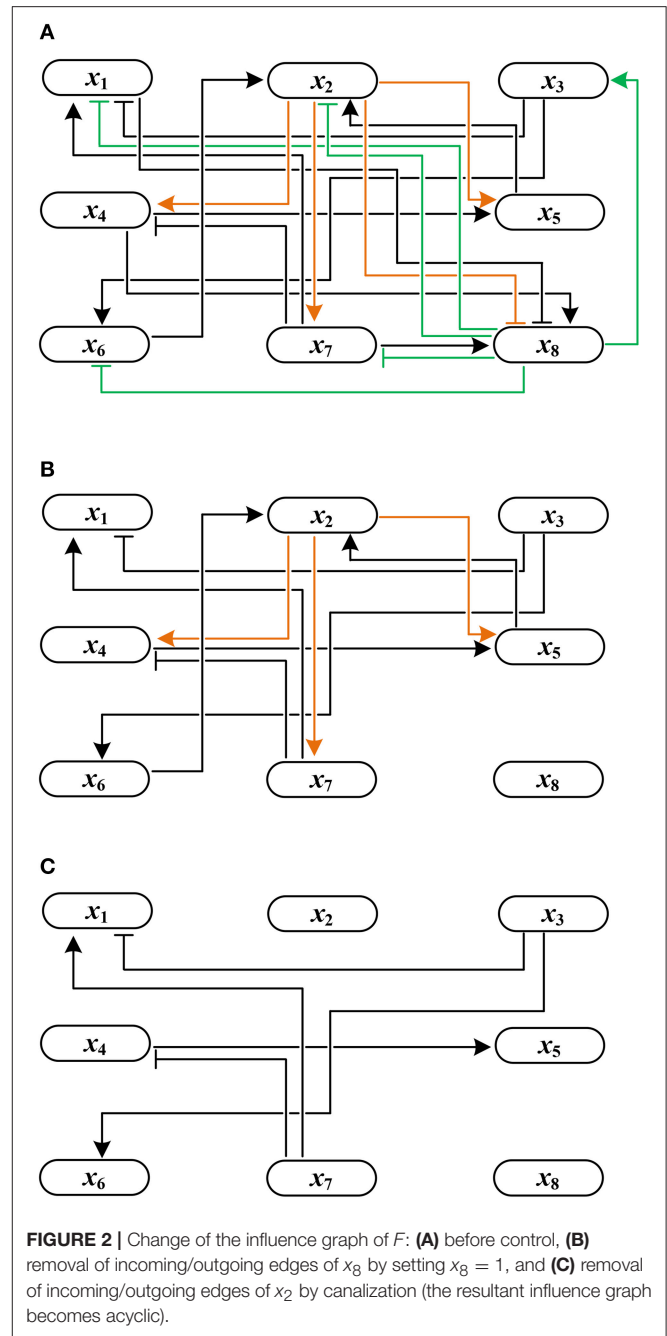 A
x1 x2 x3
x4 x5
x6 x7 x8
B
x1 x2 x3
x4 x5
x6 x7 x8
C
x1 x2 x3
x4 x5
x6 x7 x8
FIGURE 2 | Change of the influence graph of F: (A) before control, (B)
removal of incoming/outgoing edges of x8 by setting x8 = 1, and (C) removal
of incoming/outgoing edges of x2 by canalization (the resultant influence graph
becomes acyclic).